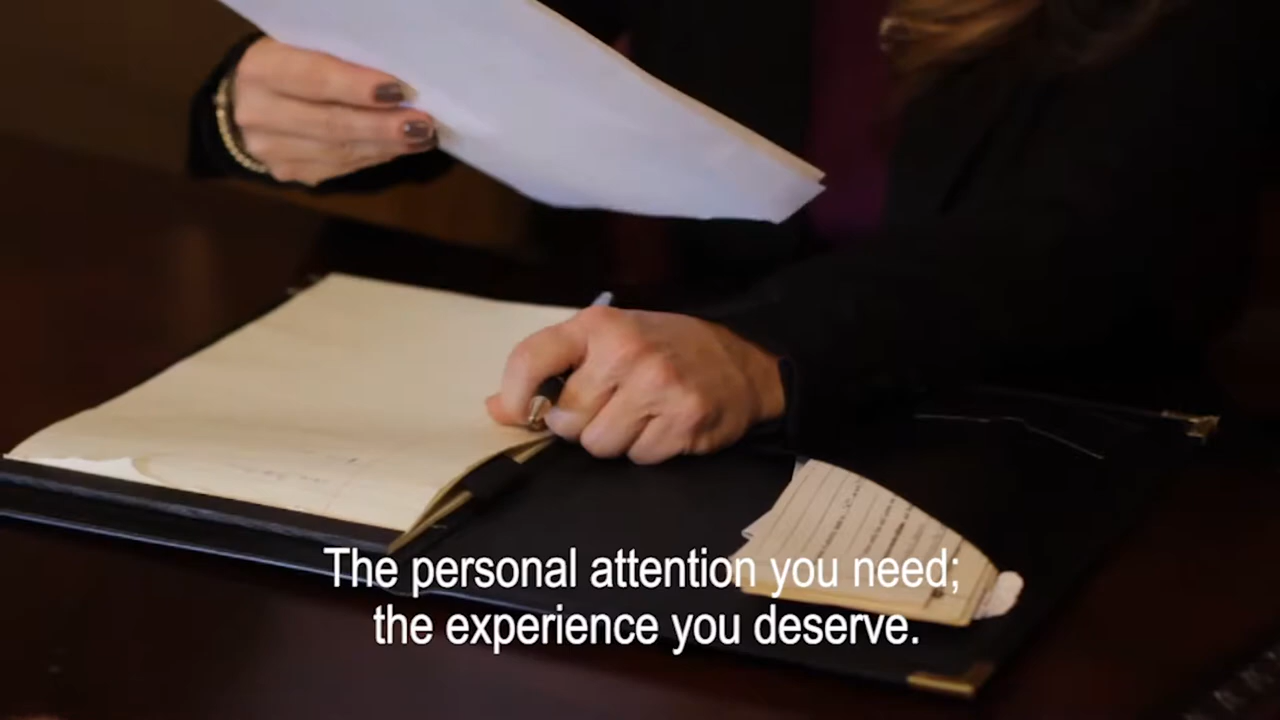 The personal attention you need;
the experience you deserve.